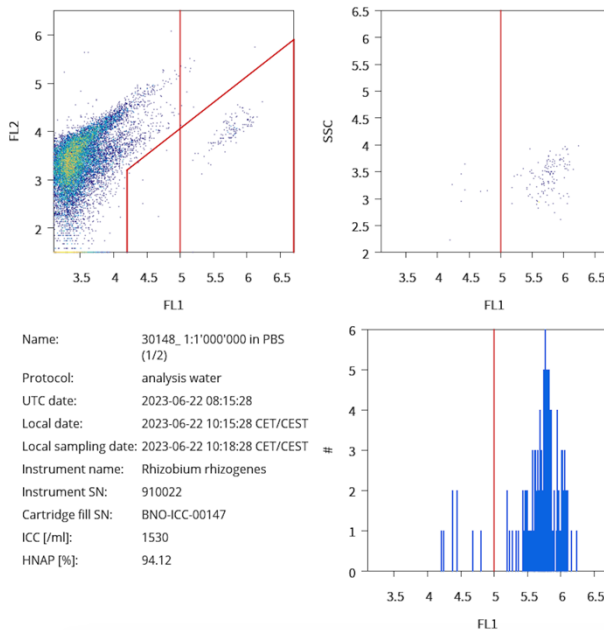 6
5
4
3
2
FL2
3.5 4 4.5 5 5.5 6 6.5
FL1
6.5
6
5.5
5
4.5
4
3.5
3
2.5
2
SSC
3.5 4 4.5 5 5.5 6 6.5
FL1
Name: 30148_ 1:1'000'000 in PBS
(1/2)
Protocol: analysis water
UTC date: 2023-06-22 08:15:28
Local date: 2023-06-22 10:15:28 CET/CEST
Local sampling date: 2023-06-22 10:18:28 CET/CEST
Instrument name: Rhizobium rhizogenes
Instrument SN: 910022
Cartridge fill SN: BNO-ICC-00147
ICC [/ml]: 1530
HNAP [%]: 94.12
6
5
4
3
2
1
0
#
3.5 4 4.5 5 5.5 6 6.5
FL1